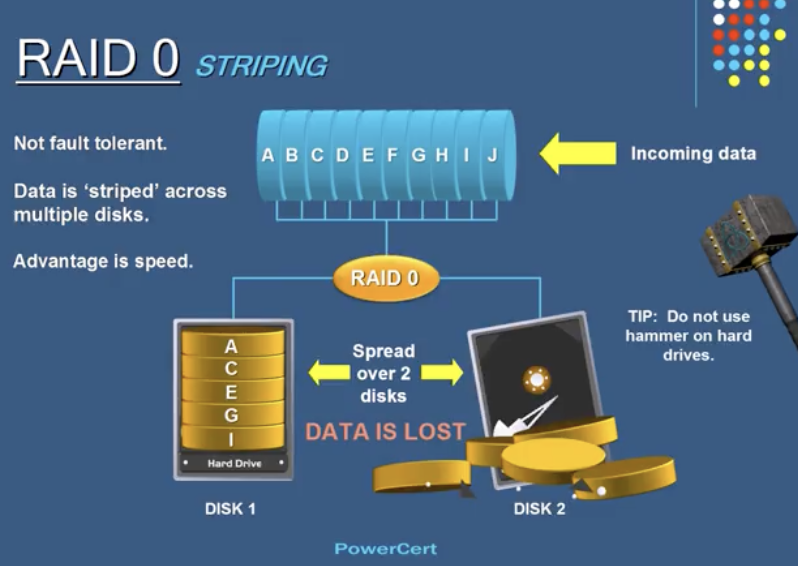 RAID 0 STRIPING
Not fault tolerant.
Data is ‘striped’ across
multiple disks.
Advantage is speed.
A B C D E F G H I J
Incoming data
RAID 0
TIP: Do not use
hammer on hard
drives.
Spread
over 2
disks
A
C
E
G
I
Hard Drive
DATA IS LOST
DISK 1
DISK 2
PowerCert